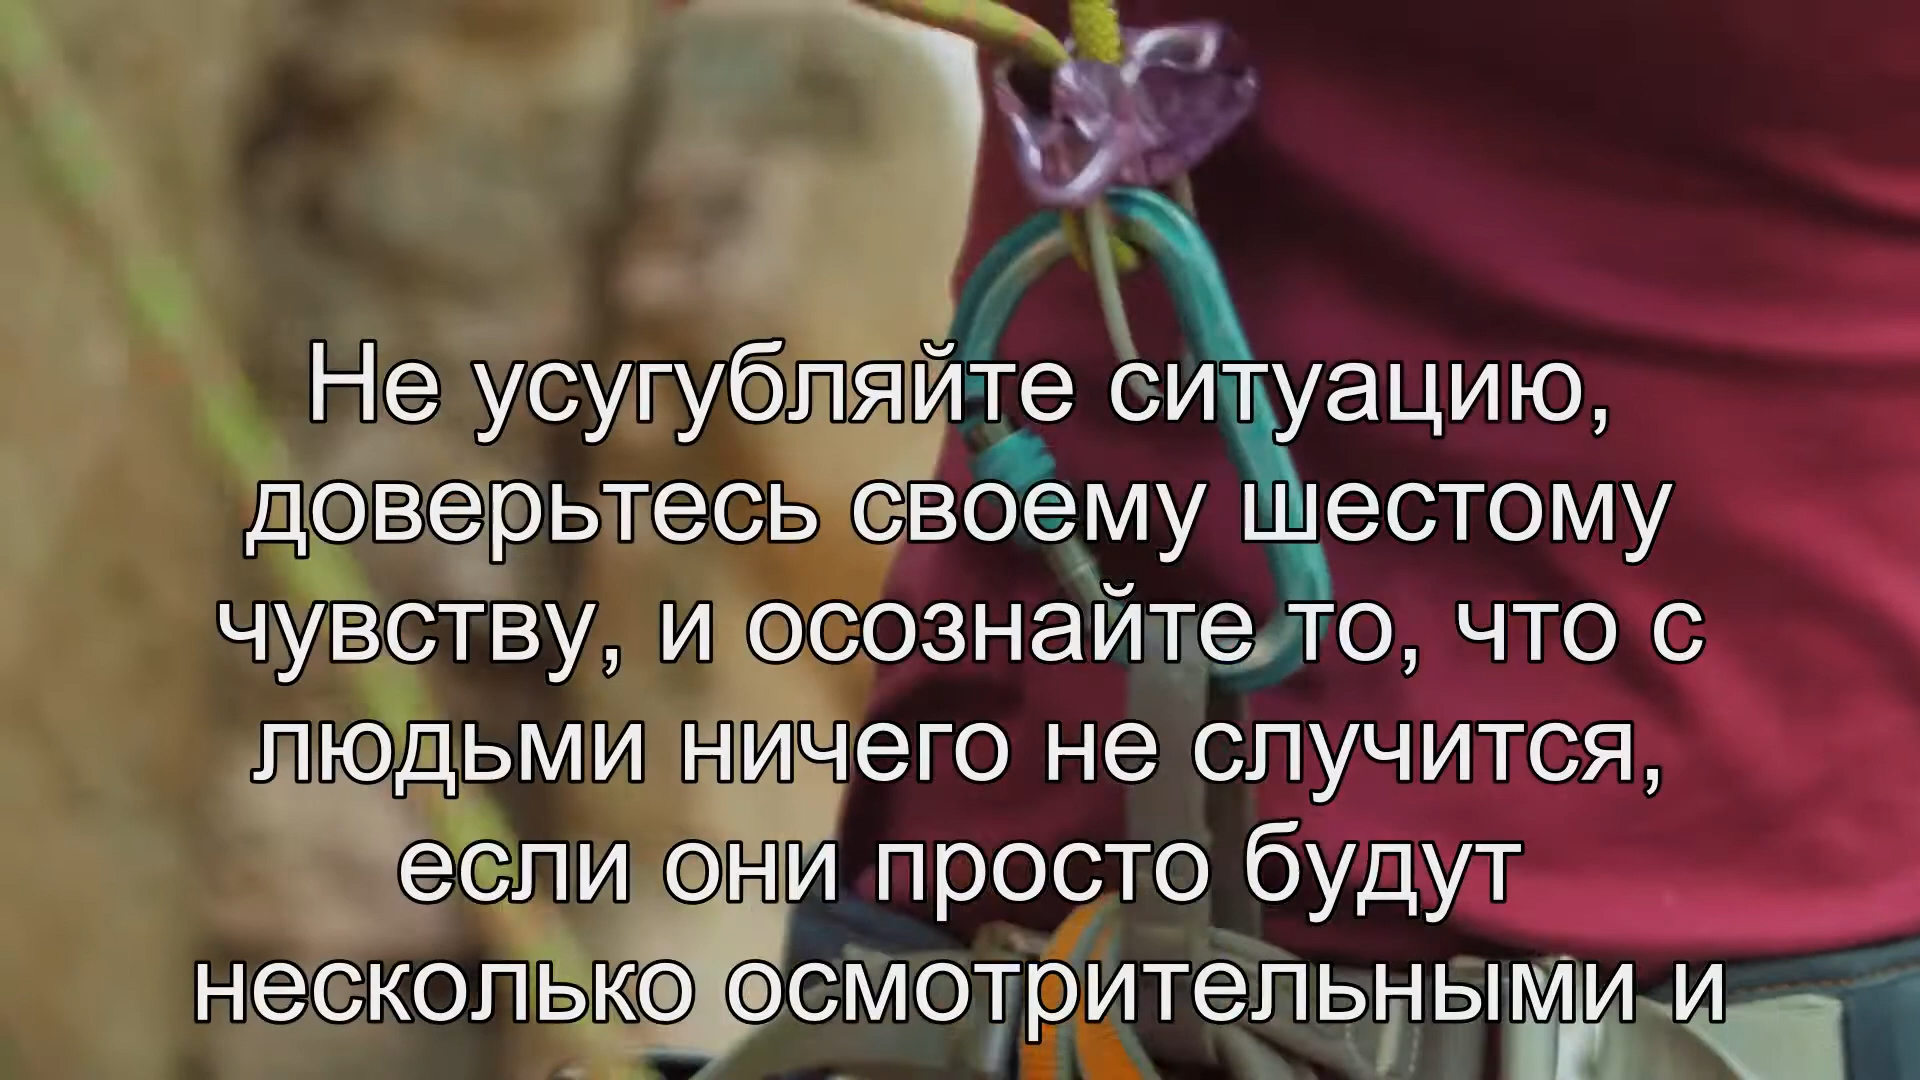 Не усугубляйте ситуацию,
доверьтесь своему шестому
чувству, и осознайте то, что с
людьми ничего не случится,
если они просто будут
несколько осмотрительными и